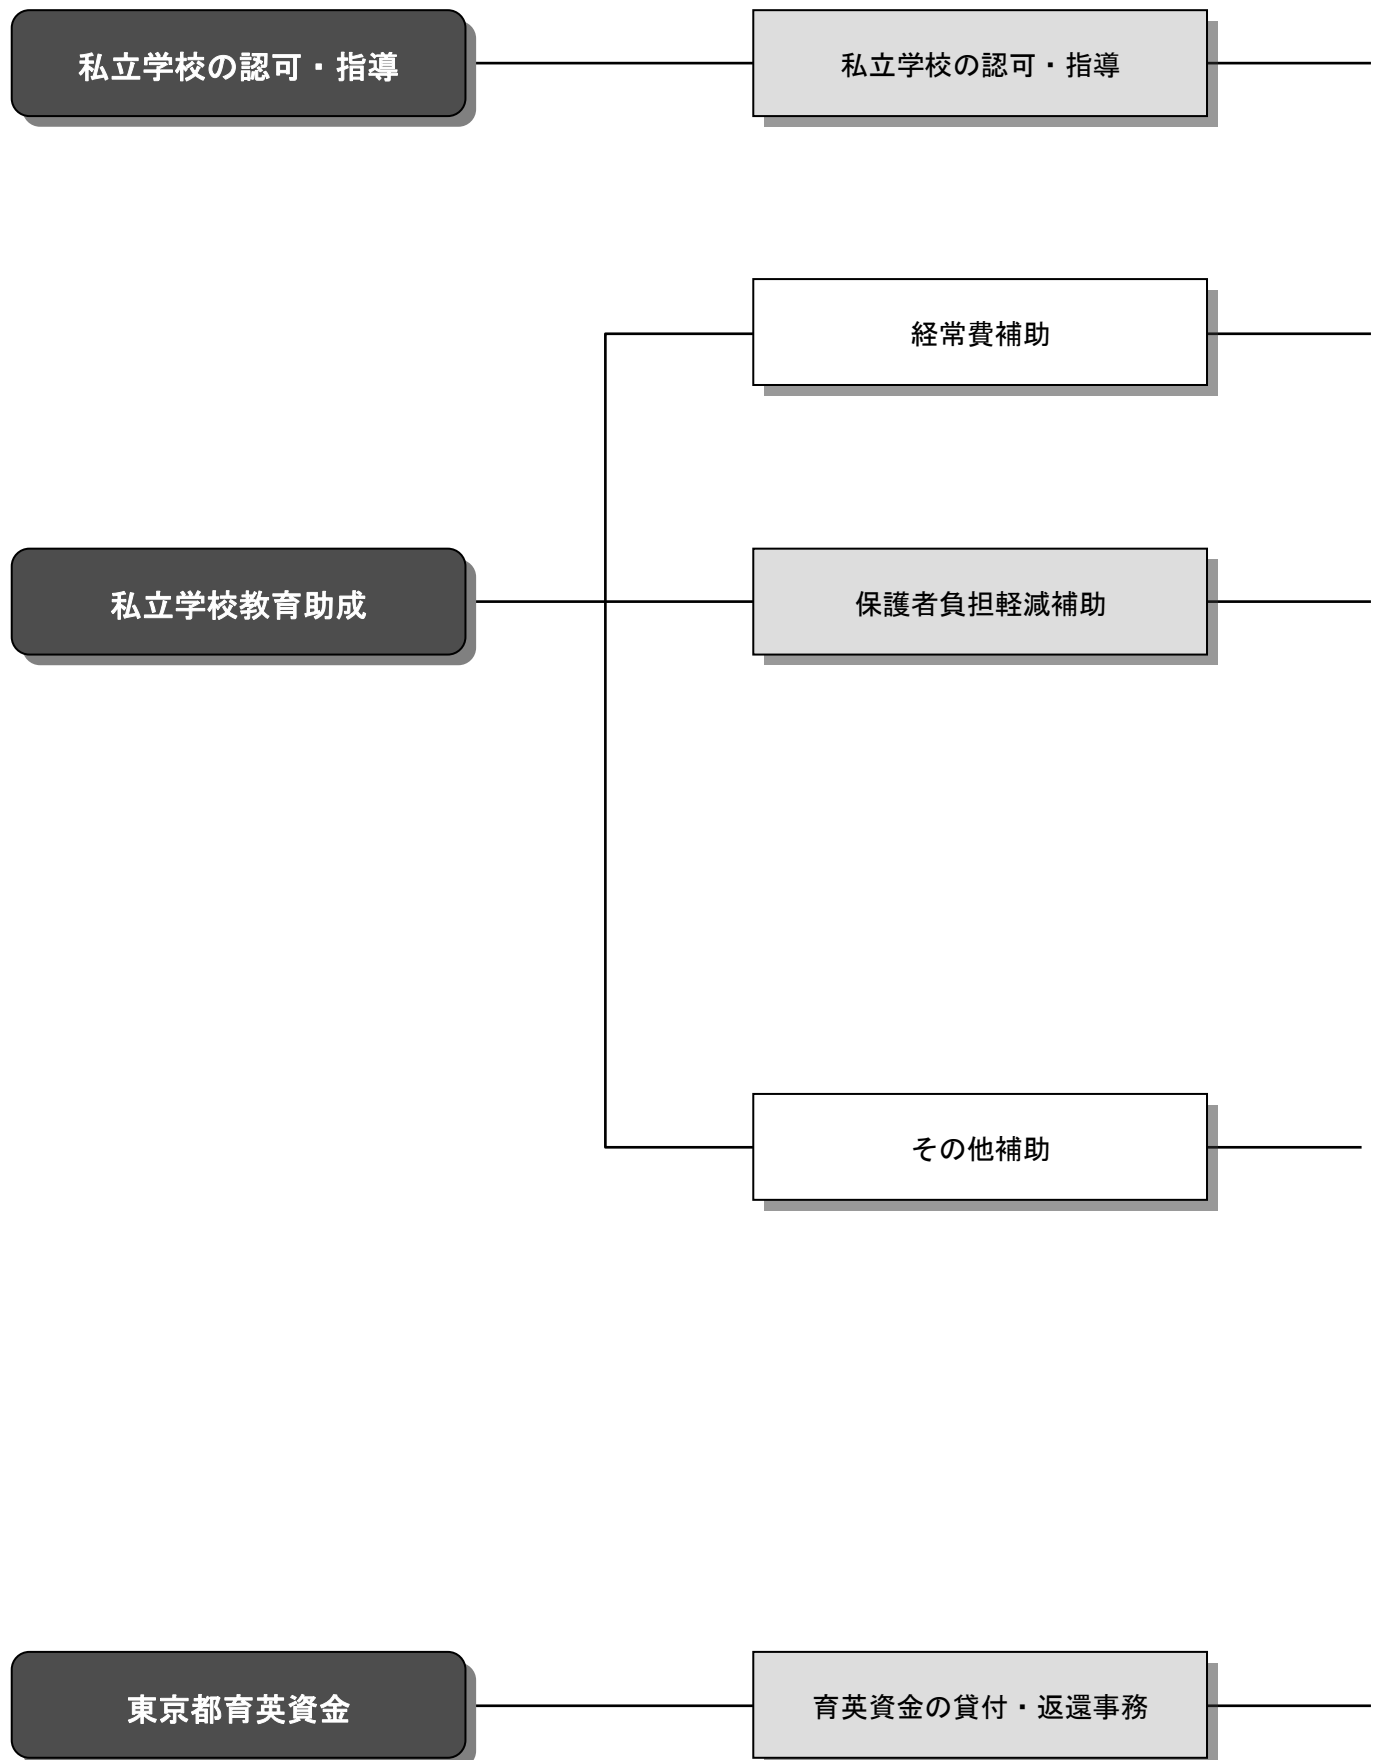 私立学校の認可・指導
私立学校の認可・指導
経常費補助
私立学校教育助成
保護者負担軽減補助
その他補助
東京都育英資金
育英資金の貸付・返還事務